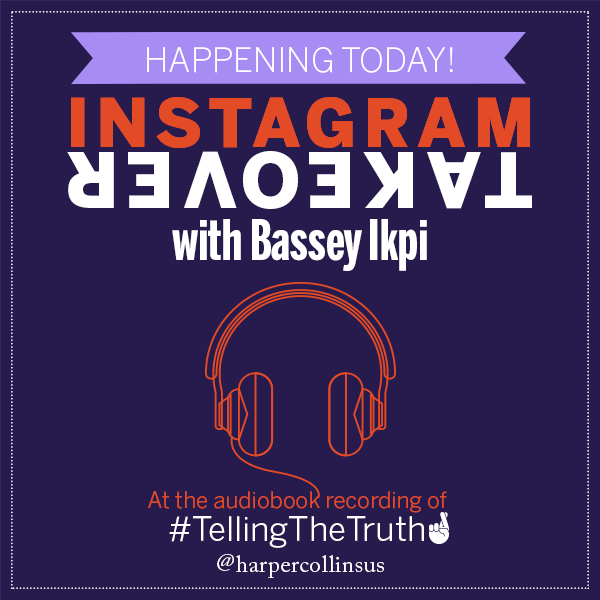 HAPPENING TODAY!
INSTAGRAM
TAKEOVER
with Bassey Ikpi
At the audiobook recording of
#TellingTheTruth🤞
@harpercollinsus